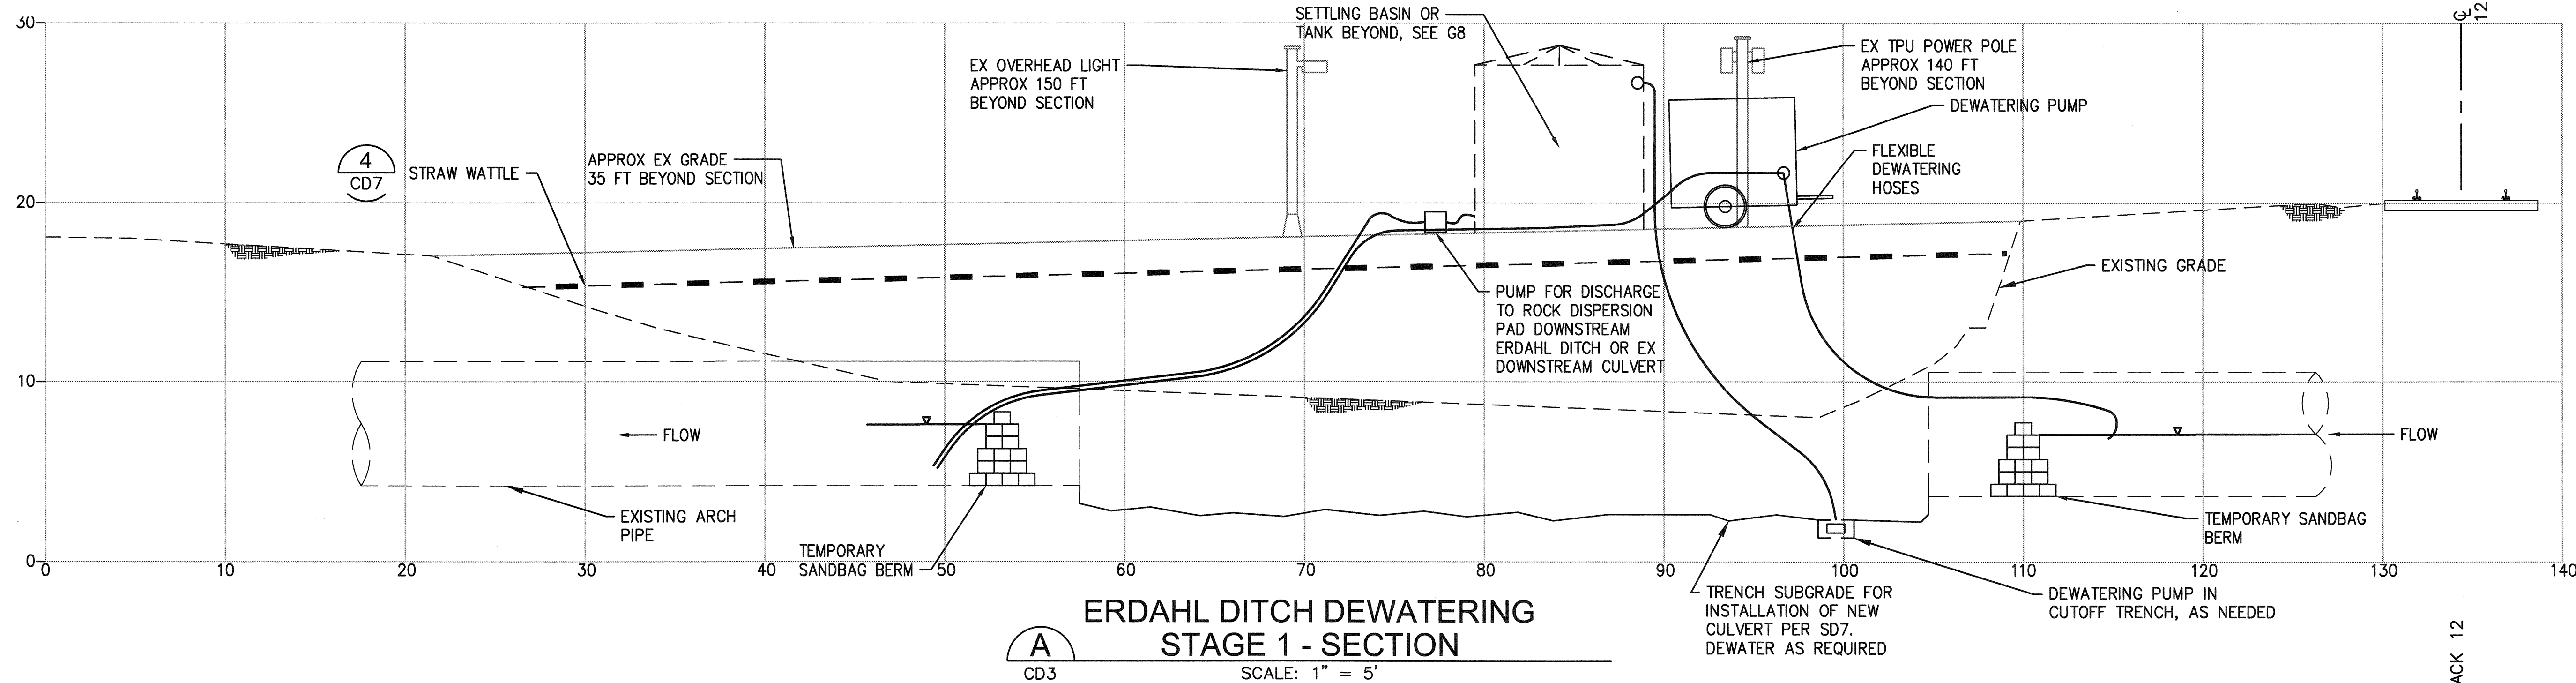 30
SETTLING BASIN OR
TANK BEYOND, SEE G8
℄
12
EX OVERHEAD LIGHT
APPROX 150 FT
BEYOND SECTION
EX TPU POWER POLE
APPROX 140 FT
BEYOND SECTION
DEWATERING PUMP
4
CD7
STRAW WATTLE
APPROX EX GRADE
35 FT BEYOND SECTION
FLEXIBLE
DEWATERING
HOSES
20
EXISTING GRADE
PUMP FOR DISCHARGE
TO ROCK DISPERSION
PAD DOWNSTREAM
ERDAHL DITCH OR EX
DOWNSTREAM CULVERT
10
FLOW
FLOW
EXISTING ARCH
PIPE
TEMPORARY
SANDBAG BERM
TEMPORARY SANDBAG
BERM
0
0 10 20 30 40 50 60 70 80 90 100 110 120 130 140
TRENCH SUBGRADE FOR
INSTALLATION OF NEW
CULVERT PER SD7.
DEWATER AS REQUIRED
DEWATERING PUMP IN
CUTOFF TRENCH, AS NEEDED
ERDAHL DITCH DEWATERING
STAGE 1 - SECTION
A
CD3
SCALE: 1" = 5'
ACK 12